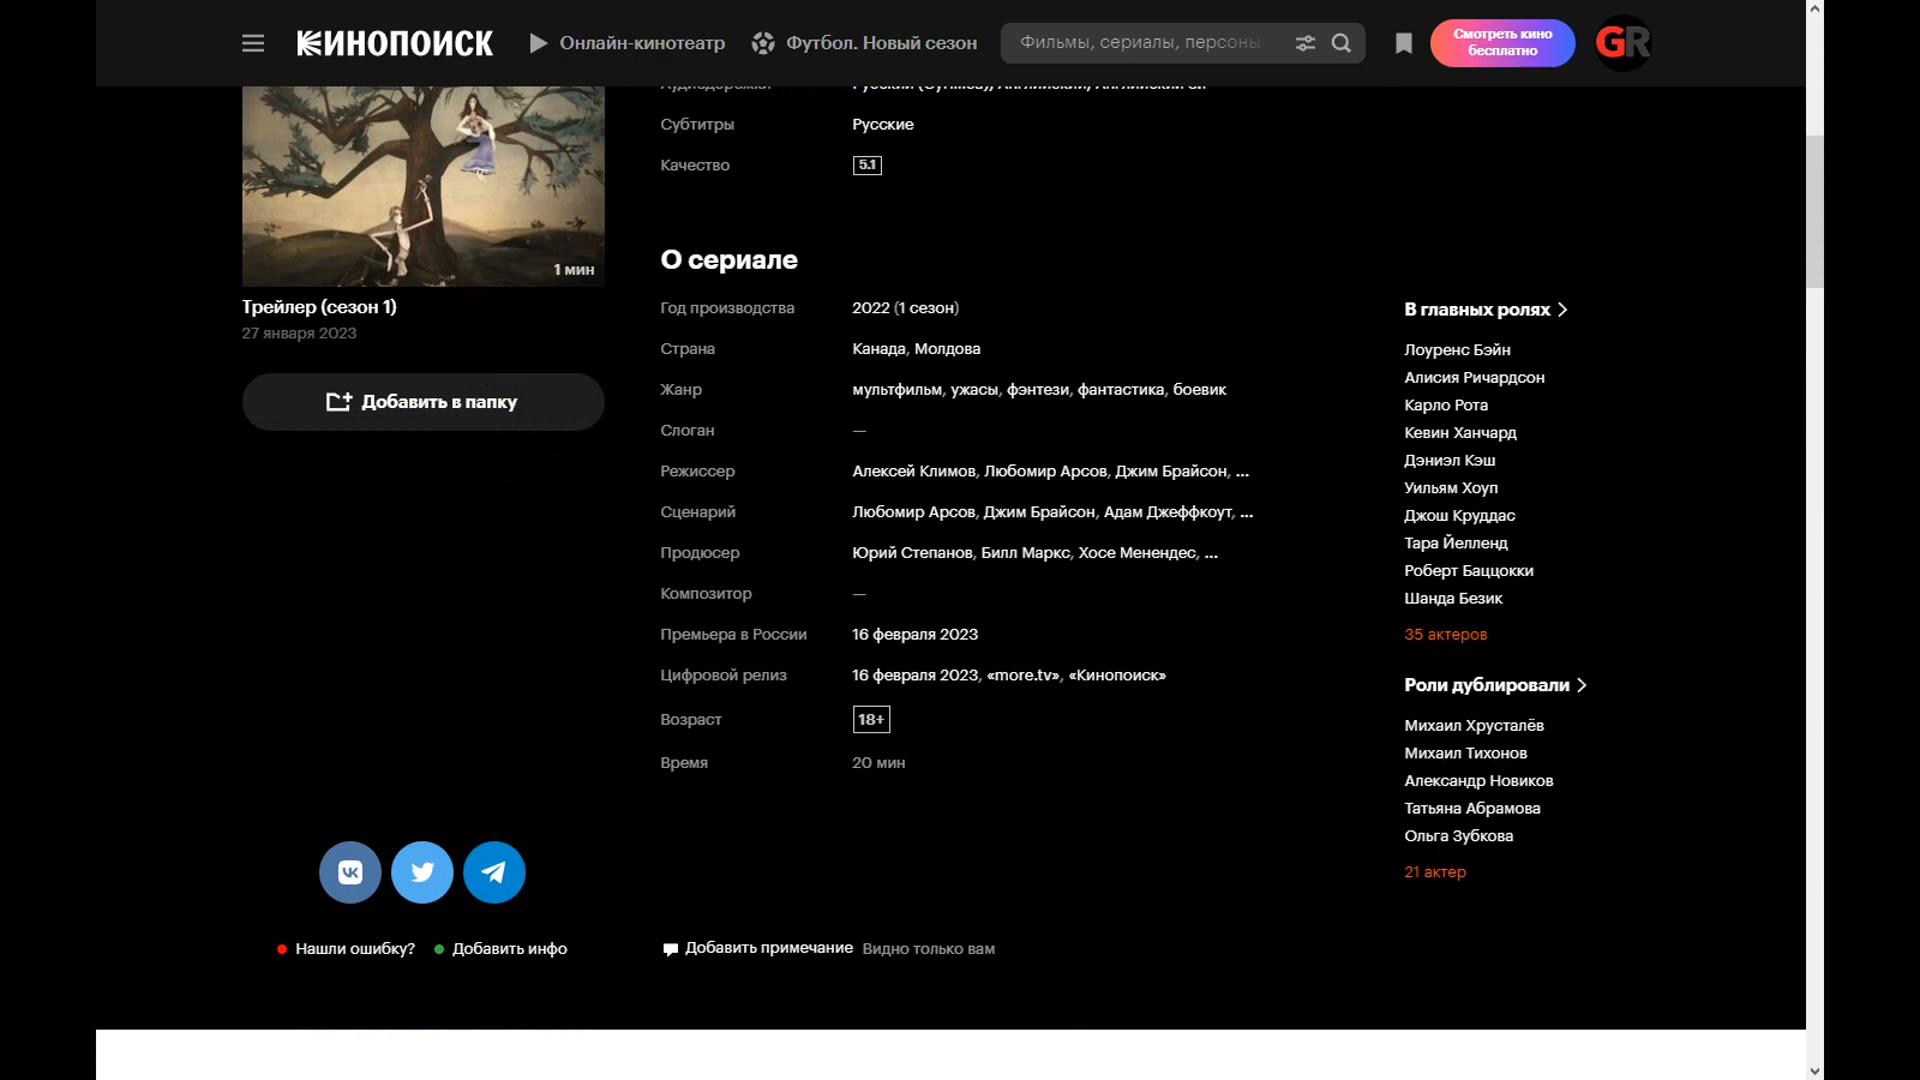 КИНОПОИСК
Онлайн-кинотеатр
Футбол. Новый сезон
Фильмы, сериалы, персоны
Смотреть кино
бесплатно
GR
Субтитры Русские
Качество 5.1
1 мин
Трейлер (сезон 1)
27 января 2023
Добавить в папку
О сериале
Год производства 2022 (1 сезон)
Страна Канада, Молдова
Жанр мультфильм, ужасы, фэнтези, фантастика, боевик
Слоган —
Режиссер Алексей Климов, Любомир Арсов, Джим Брайсон, ...
Сценарий Любомир Арсов, Джим Брайсон, Адам Джеффкоут, ...
Продюсер Юрий Степанов, Билл Маркс, Хосе Менендес, ...
Композитор —
Премьера в России 16 февраля 2023
Цифровой релиз 16 февраля 2023, «more.tv», «Кинопоиск»
Возраст 18+
Время 20 мин
В главных ролях
Лоуренс Бэйн
Алисия Ричардсон
Карло Рота
Кевин Ханчард
Дэниэл Кэш
Уильям Хоуп
Джош Круддас
Тара Йелленд
Роберт Баццокки
Шанда Безик
35 актеров
Роли дублировали
Михаил Хрусталёв
Михаил Тихонов
Александр Новиков
Татьяна Абрамова
Ольга Зубкова
21 актер
Нашли ошибку? Добавить инфо
Добавить примечание Видно только вам